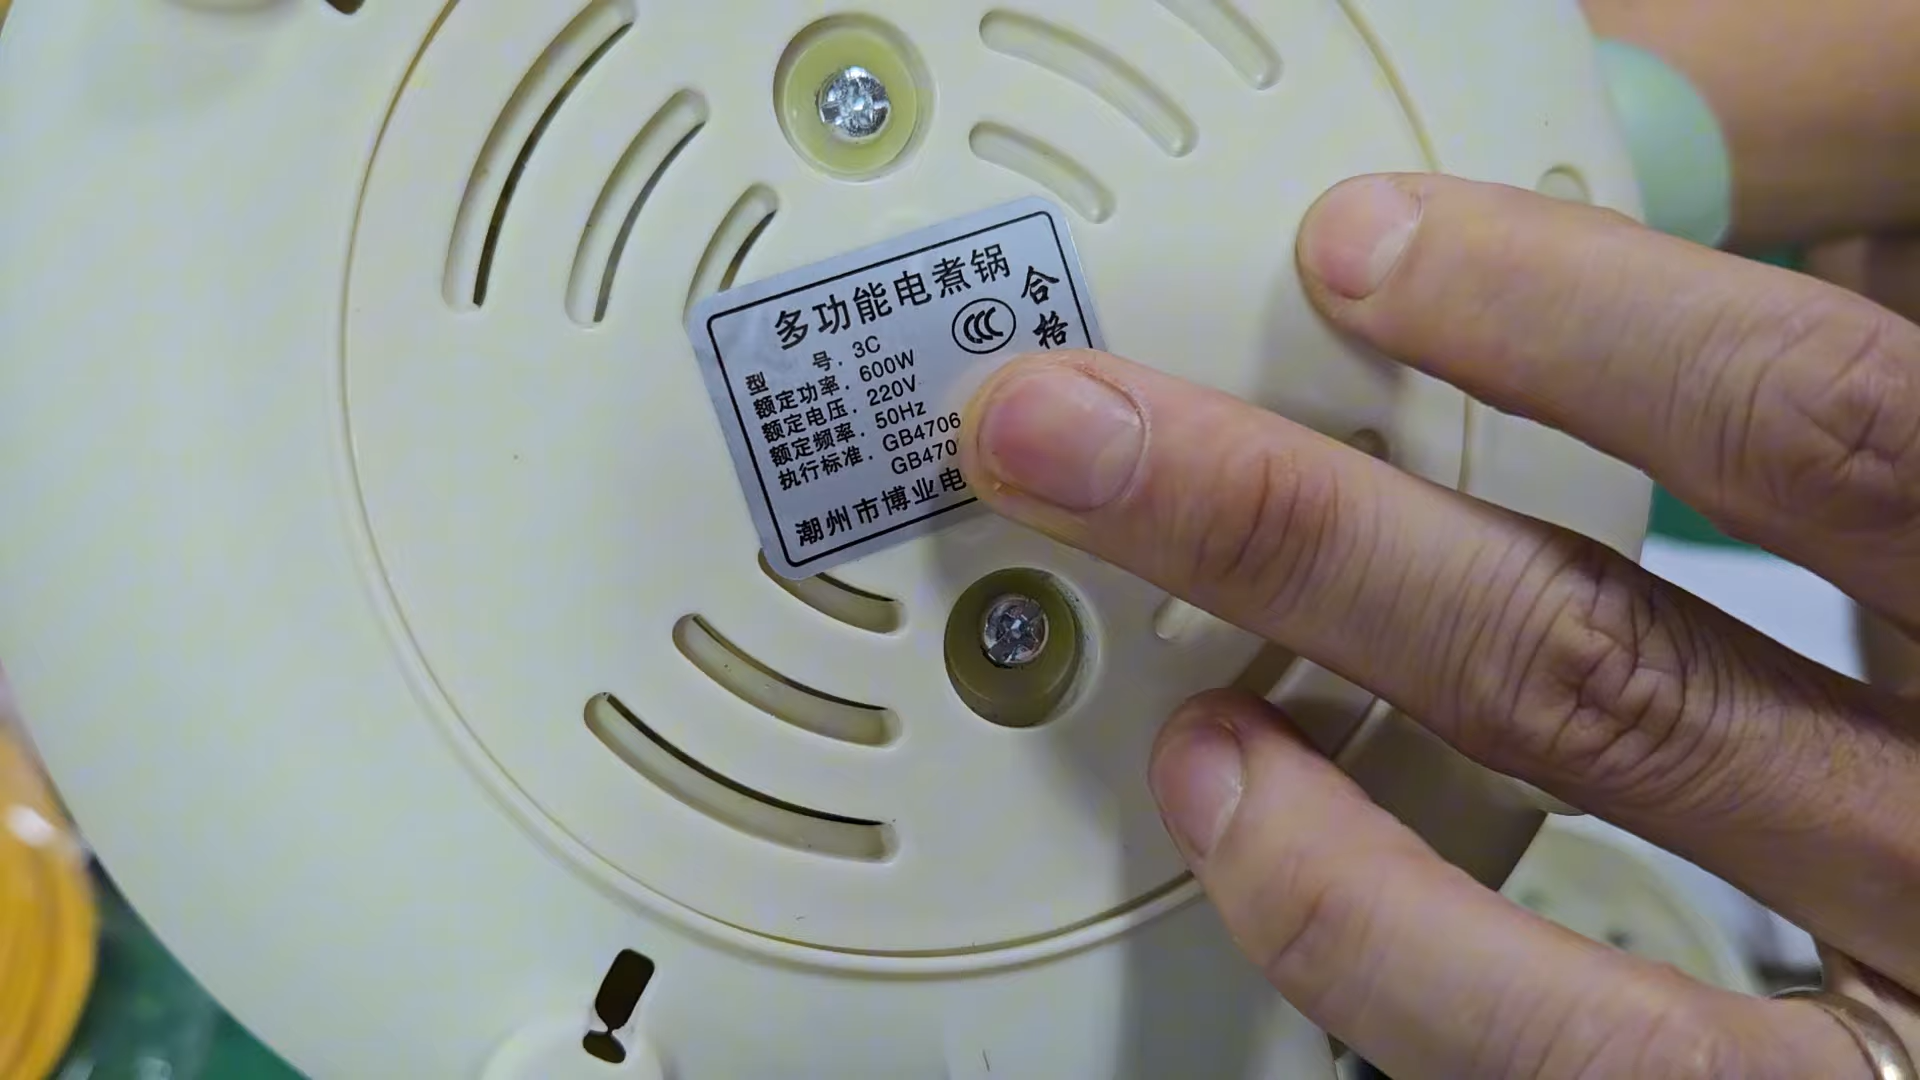 多功能电煮锅
CCC
合格
型 号. 3C
额定功率. 600W
额定电压. 220V
额定频率. 50Hz
执行标准. GB4706
GB470
潮州市博业电